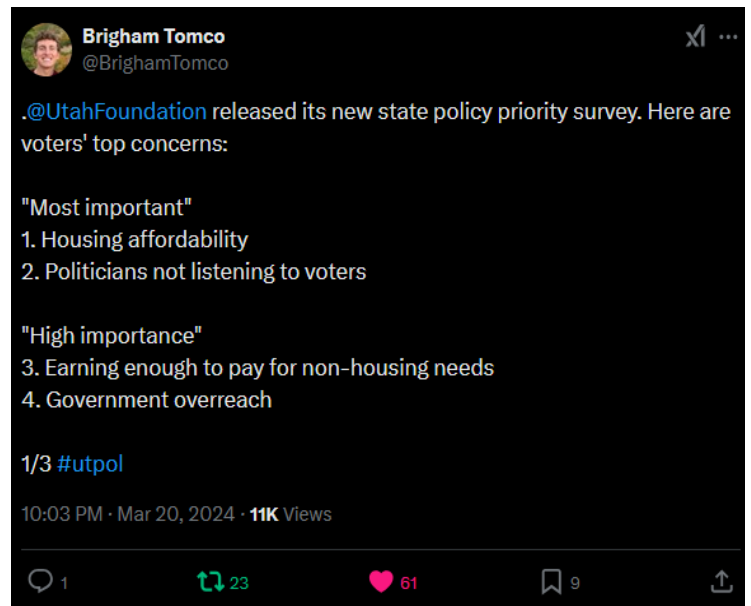 Brigham Tomco
@BrighamTomco
.@UtahFoundation released its new state policy priority survey. Here are
voters' top concerns:
"Most important"
1. Housing affordability
2. Politicians not listening to voters
"High importance"
3. Earning enough to pay for non-housing needs
4. Government overreach
1/3 #utpol
10:03 PM · Mar 20, 2024 · 11K Views
1 23 61 9